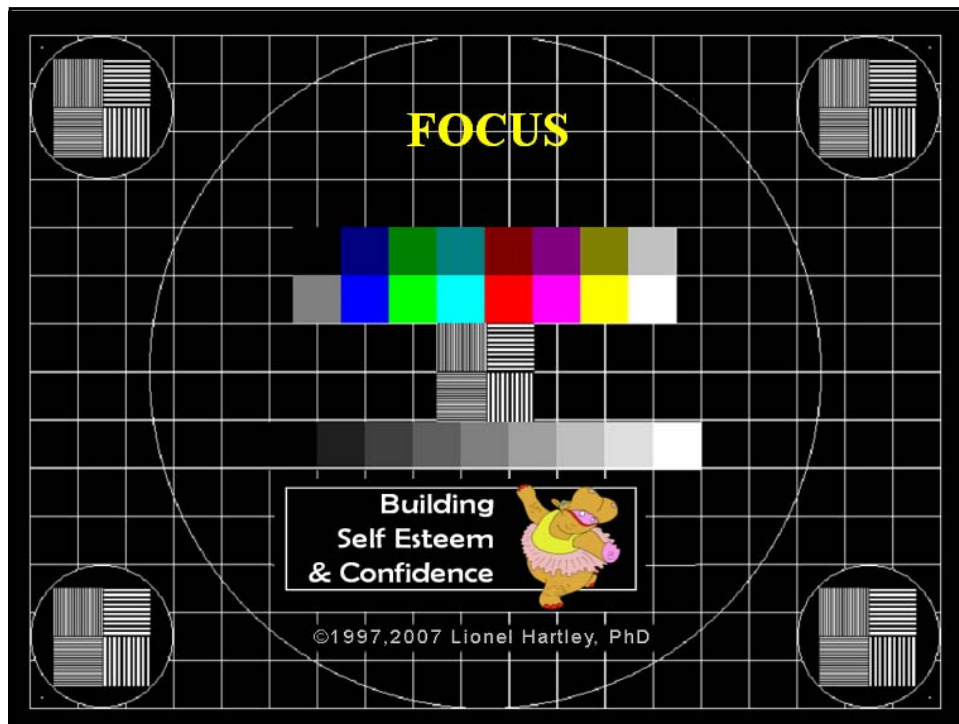 FOCUS
Building
Self Esteem
& Confidence
©1997,2007 Lionel Hartley, PhD